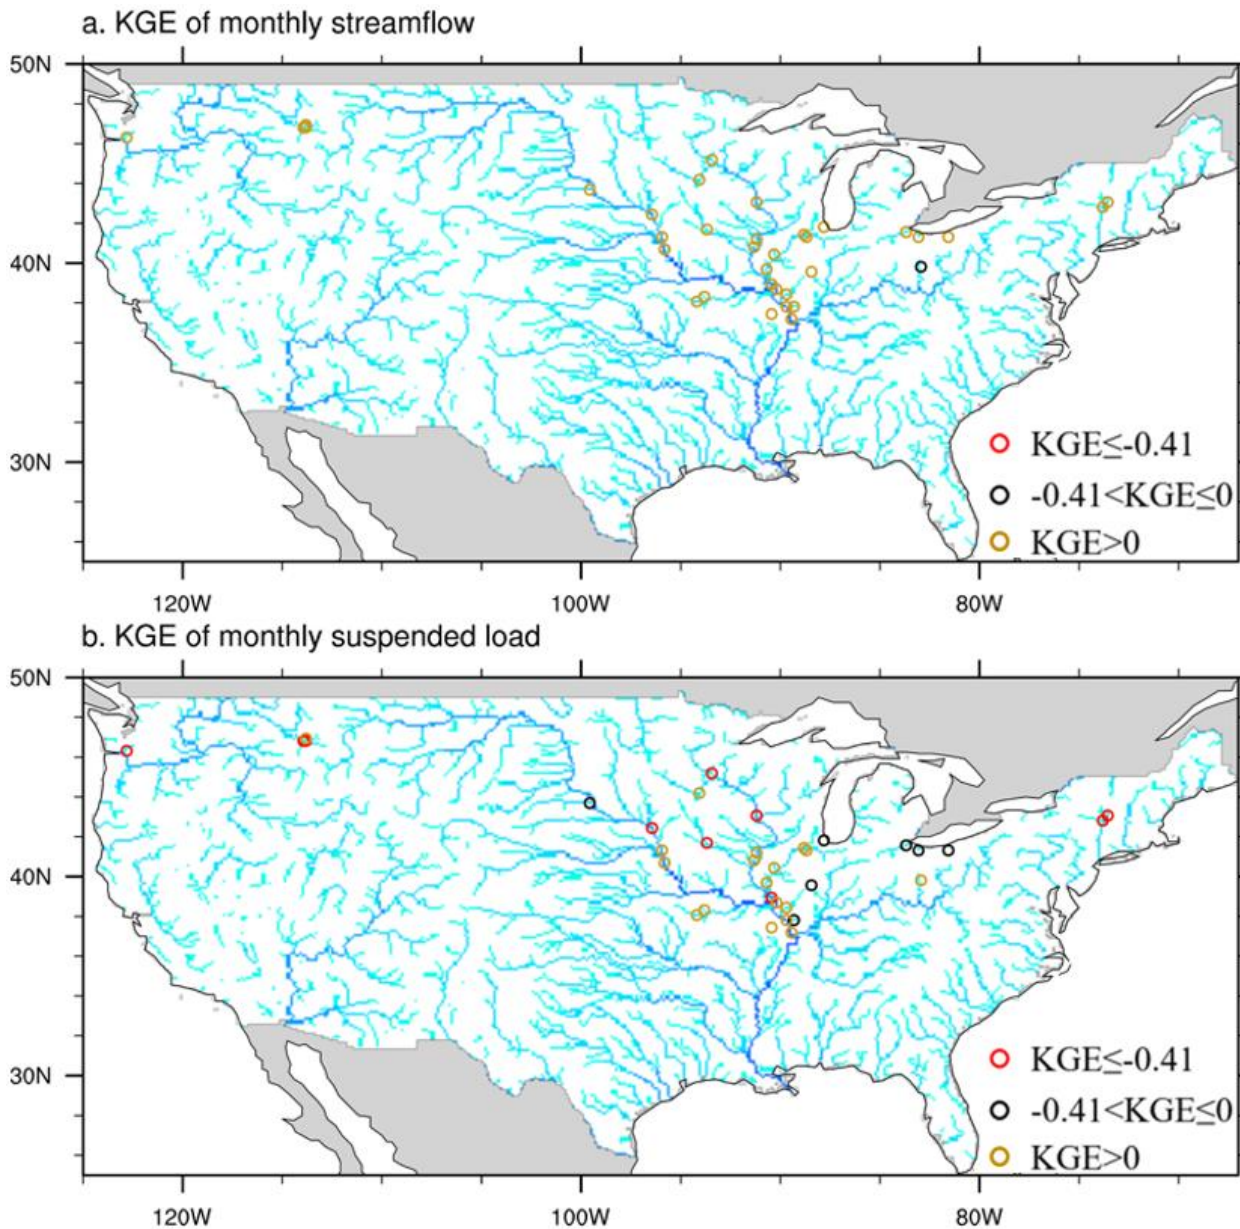 a. KGE of monthly streamflow
50N
40N
30N
KGE≤-0.41
-0.41<KGE≤0
KGE>0
120W 100W 80W
b. KGE of monthly suspended load
50N
40N
30N
KGE≤-0.41
-0.41<KGE≤0
KGE>0
120W 100W 80W